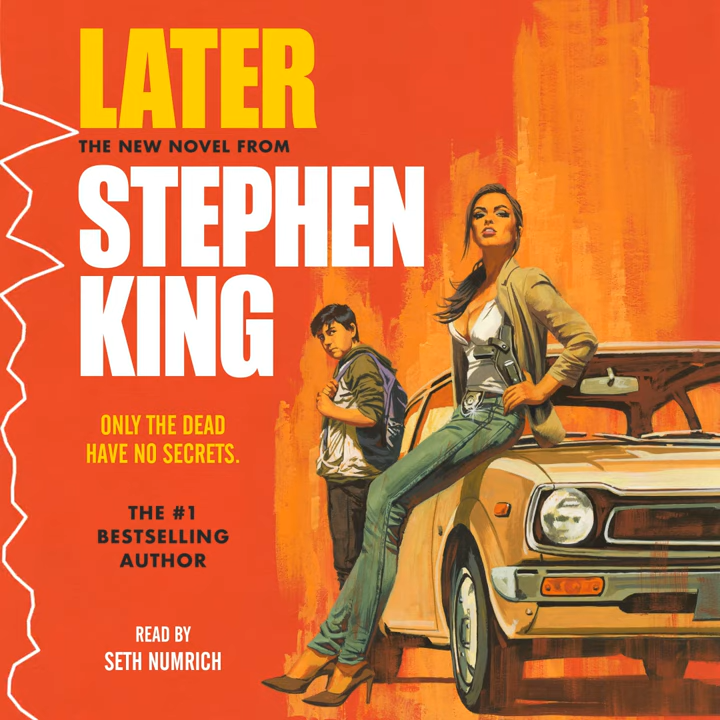 LATER
THE NEW NOVEL FROM
STEPHEN
KING
ONLY THE DEAD
HAVE NO SECRETS.
THE #1
BESTSELLING
AUTHOR
READ BY
SETH NUMRICH